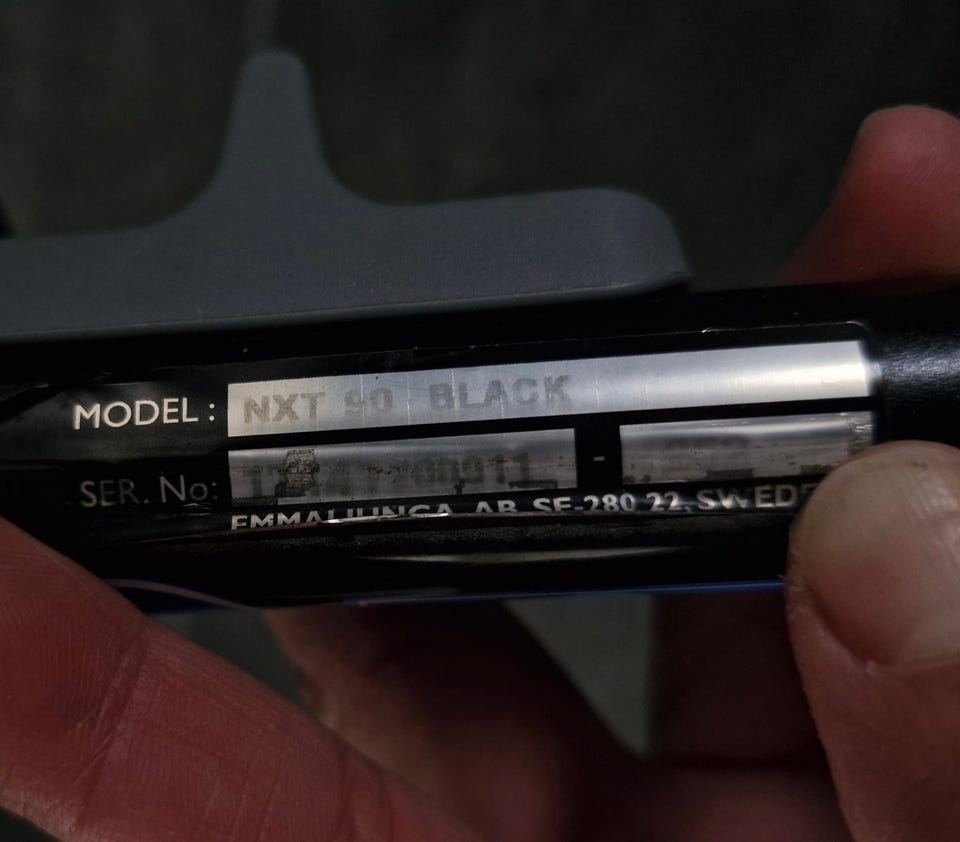 MODEL: NXT 90 BLACK
SER. No: -
EMMALJUNGA AB SE-280 22, SWEDE